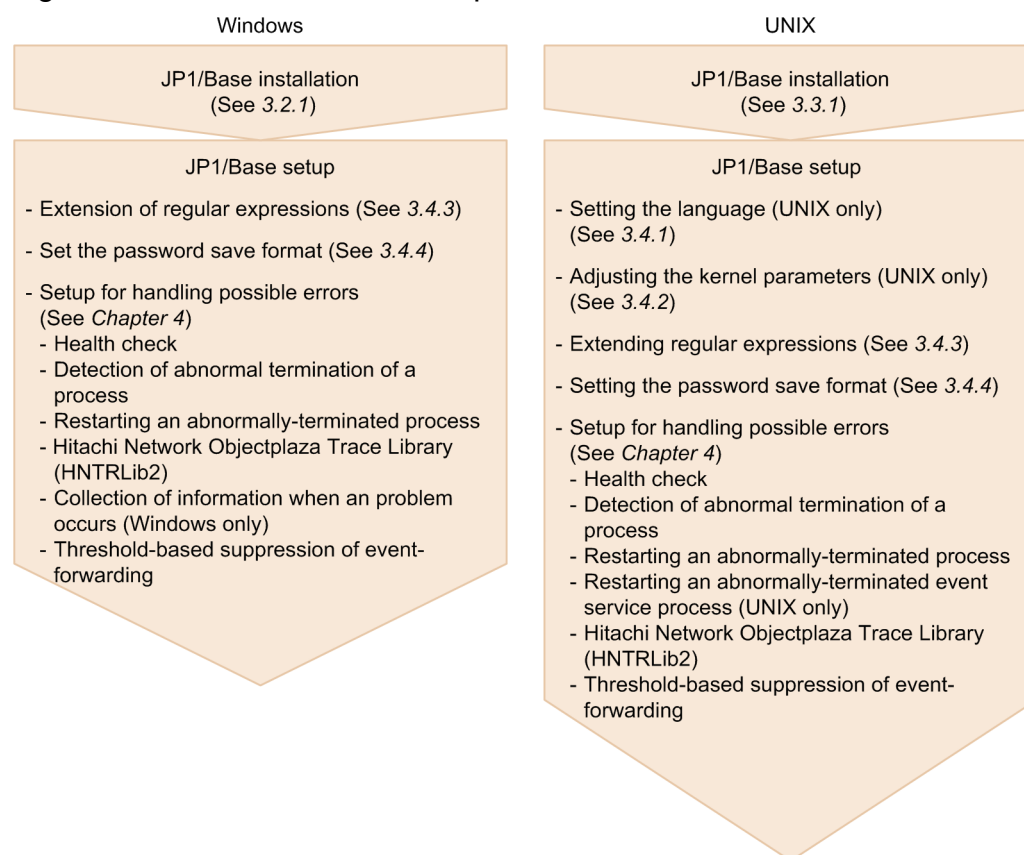 Windows
JP1/Base installation
(See 3.2.1)
JP1/Base setup
- Extension of regular expressions (See 3.4.3)
- Set the password save format (See 3.4.4)
- Setup for handling possible errors
(See Chapter 4)
- Health check
- Detection of abnormal termination of a
process
- Restarting an abnormally-terminated process
- Hitachi Network Objectplaza Trace Library
(HNTRLib2)
- Collection of information when an problem
occurs (Windows only)
- Threshold-based suppression of event-
forwarding
UNIX
JP1/Base installation
(See 3.3.1)
JP1/Base setup
- Setting the language (UNIX only)
(See 3.4.1)
- Adjusting the kernel parameters (UNIX only)
(See 3.4.2)
- Extending regular expressions (See 3.4.3)
- Setting the password save format (See 3.4.4)
- Setup for handling possible errors
(See Chapter 4)
- Health check
- Detection of abnormal termination of a
process
- Restarting an abnormally-terminated process
- Restarting an abnormally-terminated event
service process (UNIX only)
- Hitachi Network Objectplaza Trace Library
(HNTRLib2)
- Threshold-based suppression of event-
forwarding